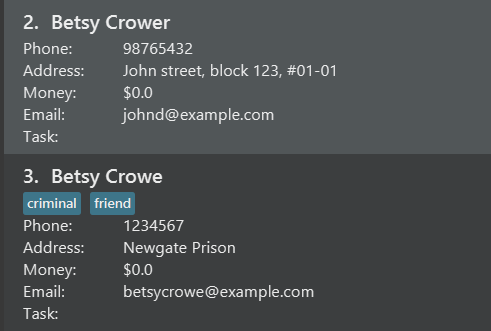 2. Betsy Crower
Phone: 98765432
Address: John street, block 123, #01-01
Money: $0.0
Email: johnd@example.com
Task:
3. Betsy Crowe
criminal friend
Phone: 1234567
Address: Newgate Prison
Money: $0.0
Email: betsycrowe@example.com
Task: